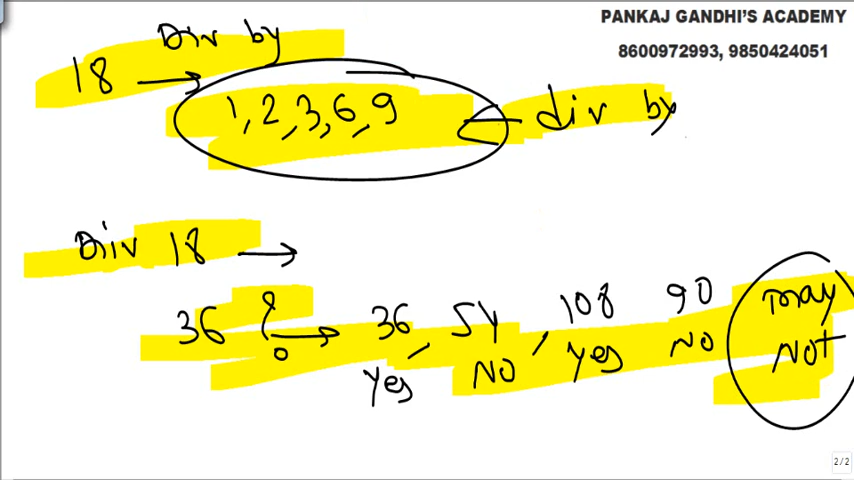 PANKAJ GANDHI'S ACADEMY
8600972993, 9850424051
Div by
18 →
1, 2, 3, 6, 9
div by
Div 18 →
36 ? → 36, 54, 108 90 may
Yes NO Yes NO NOT
2/2